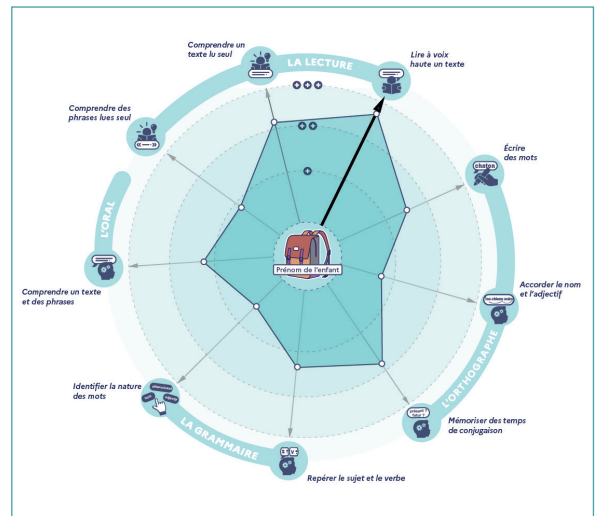 Comprendre un
texte lu seul
LA LECTURE
Lire à voix
haute un texte
Comprendre des
phrases lues seul
Écrire
des mots
chaton
L'ORAL
Prénom de l'enfant
Comprendre un texte
et des phrases
Accorder le nom
et l'adjectif
L'ORTHOGRAPHE
Identifier la nature
des mots
LA GRAMMAIRE
Mémoriser des temps
de conjugaison
Repérer le sujet et le verbe